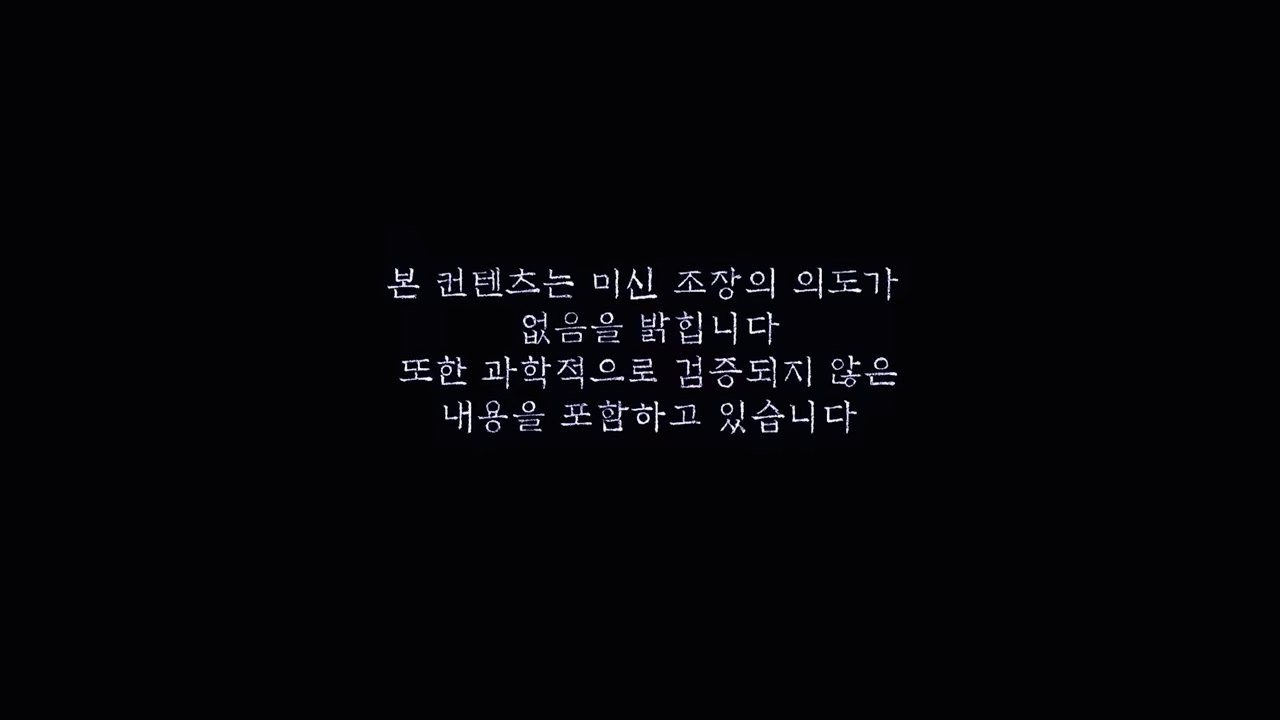 본 컨텐츠는 미신 조장의 의도가
없음을 밝힙니다
또한 과학적으로 검증되지 않은
내용을 포함하고 있습니다